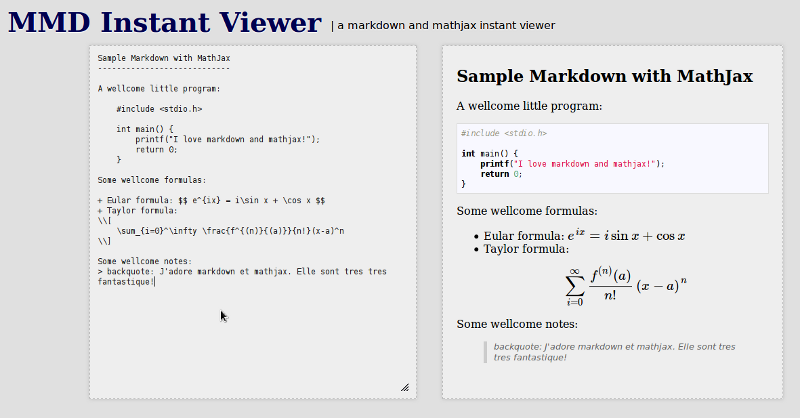 MMD Instant Viewer | a markdown and mathjax instant viewer
Sample Markdown with MathJax
----------------------------
A wellcome little program:
#include <stdio.h>
int main() {
printf("I love markdown and mathjax!");
return 0;
}
Some wellcome formulas:
+ Eular formula: $$ e^{ix} = i\sin x + \cos x $$
+ Taylor formula:
\\[
\sum_{i=0}^\infty \frac{f^{(n)}{(a)}}{n!}(x-a)^n
\\]
Some wellcome notes:
> backquote: J'adore markdown et mathjax. Elle sont tres tres
fantastique!
Sample Markdown with MathJax
A wellcome little program:
#include <stdio.h>
int main() {
printf("I love markdown and mathjax!");
return 0;
}
Some wellcome formulas:
• Eular formula: e^{ix} = i sin x + cos x
• Taylor formula:
∑_{i=0}^{∞} f^{(n)}(a)/n! (x − a)^n
Some wellcome notes:
backquote: J'adore markdown et mathjax. Elle sont tres
tres fantastique!